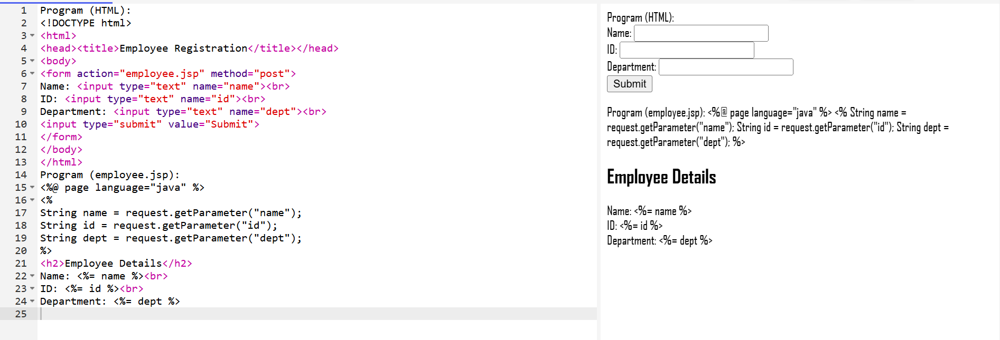 1 Program (HTML):
2 <!DOCTYPE html>
3 <html>
4 <head><title>Employee Registration</title></head>
5 <body>
6 <form action="employee.jsp" method="post">
7 Name: <input type="text" name="name"><br>
8 ID: <input type="text" name="id"><br>
9 Department: <input type="text" name="dept"><br>
10 <input type="submit" value="Submit">
11 </form>
12 </body>
13 </html>
14 Program (employee.jsp):
15 <%@ page language="java" %>
16 <%
17 String name = request.getParameter("name");
18 String id = request.getParameter("id");
19 String dept = request.getParameter("dept");
20 %>
21 <h2>Employee Details</h2>
22 Name: <%= name %><br>
23 ID: <%= id %><br>
24 Department: <%= dept %>
25
Program (HTML):
Name:
ID:
Department:
Submit
Program (employee.jsp): <%@ page language="java" %> <% String name =
request.getParameter("name"); String id = request.getParameter("id"); String dept =
request.getParameter("dept"); %>
Employee Details
Name: <%= name %>
ID: <%= id %>
Department: <%= dept %>